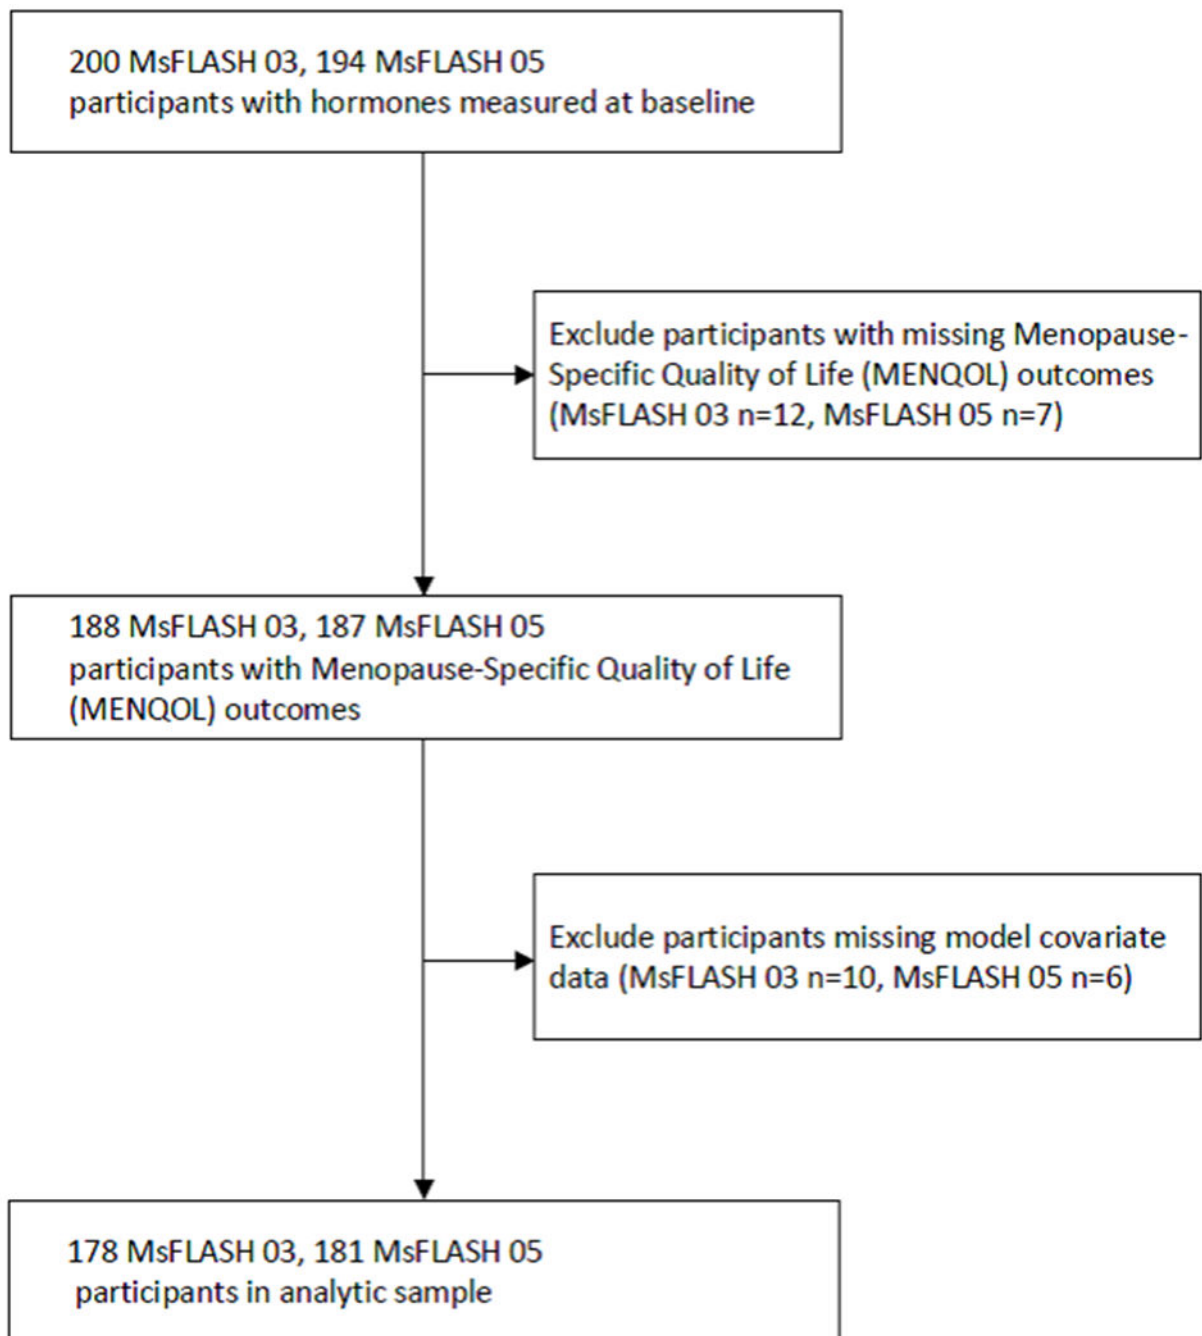 200 MsFLASH 03, 194 MsFLASH 05
participants with hormones measured at baseline
Exclude participants with missing Menopause-
Specific Quality of Life (MENQOL) outcomes
(MsFLASH 03 n=12, MsFLASH 05 n=7)
188 MsFLASH 03, 187 MsFLASH 05
participants with Menopause-Specific Quality of Life
(MENQOL) outcomes
Exclude participants missing model covariate
data (MsFLASH 03 n=10, MsFLASH 05 n=6)
178 MsFLASH 03, 181 MsFLASH 05
participants in analytic sample